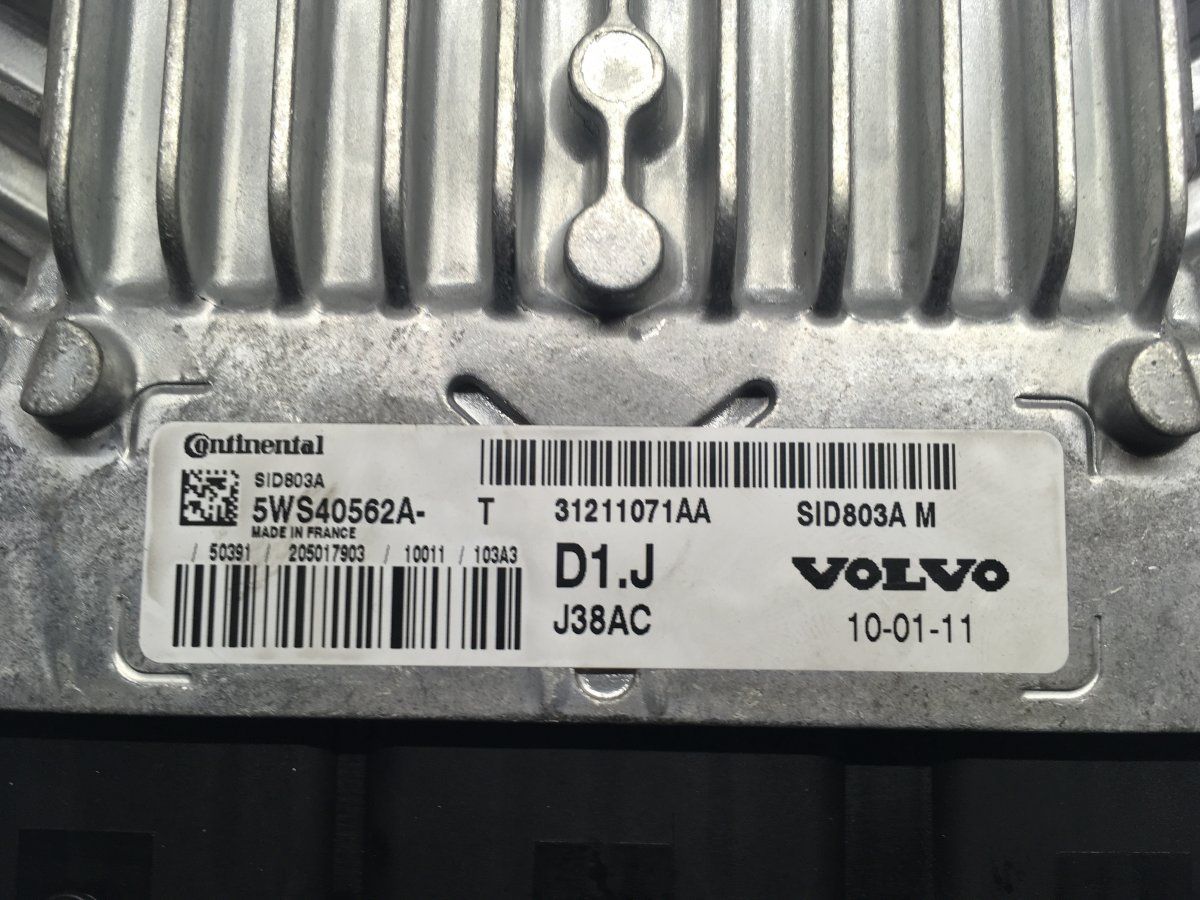 Continental
SID803A
5WS40562A- T
MADE IN FRANCE
/ 50391 / 205017903 / 10011 / 103A3
31211071AA SID803A M
D1.J VOLVO
J38AC 10-01-11